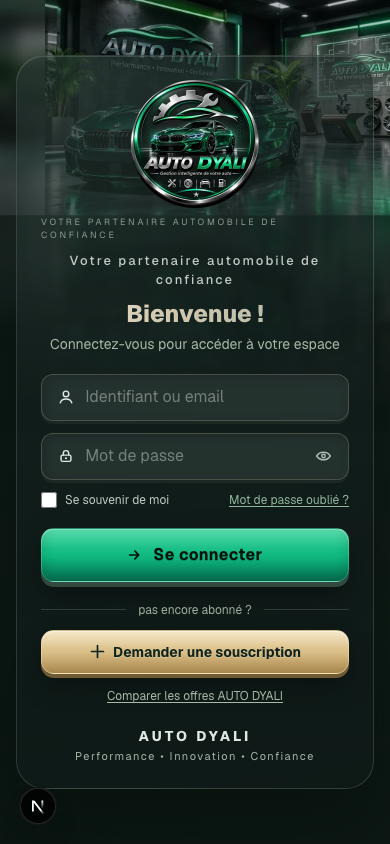 AUTO DYALI
Performance • Innovation • Confiance
AUTO DYALI
AUTO DYALI
Gestion intelligente de votre auto
VOTRE PARTENAIRE AUTOMOBILE DE
CONFIANCE
Votre partenaire automobile de
confiance
Bienvenue !
Connectez-vous pour accéder à votre espace
Identifiant ou email
Mot de passe
Se souvenir de moi
Mot de passe oublié ?
Se connecter
pas encore abonné ?
Demander une souscription
Comparer les offres AUTO DYALI
AUTO DYALI
Performance • Innovation • Confiance
N